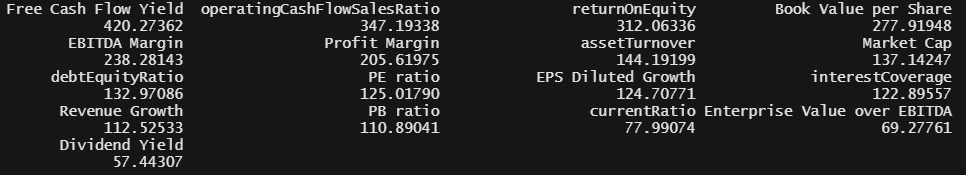 Free Cash Flow Yield operatingCashFlowSalesRatio returnOnEquity Book Value per Share
420.27362 347.19338 312.06336 277.91948
EBITDA Margin Profit Margin assetTurnover Market Cap
238.28143 205.61975 144.19199 137.14247
debtEquityRatio PE ratio EPS Diluted Growth interestCoverage
132.97086 125.01790 124.70771 122.89557
Revenue Growth PB ratio currentRatio Enterprise Value over EBITDA
112.52533 110.89041 77.99074 69.27761
Dividend Yield
57.44307